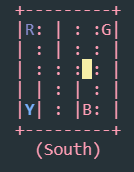 +---------+
|R: | : :G|
| : | : : |
| : : : : |
| | : | : |
|Y| : |B: |
+---------+
(South)